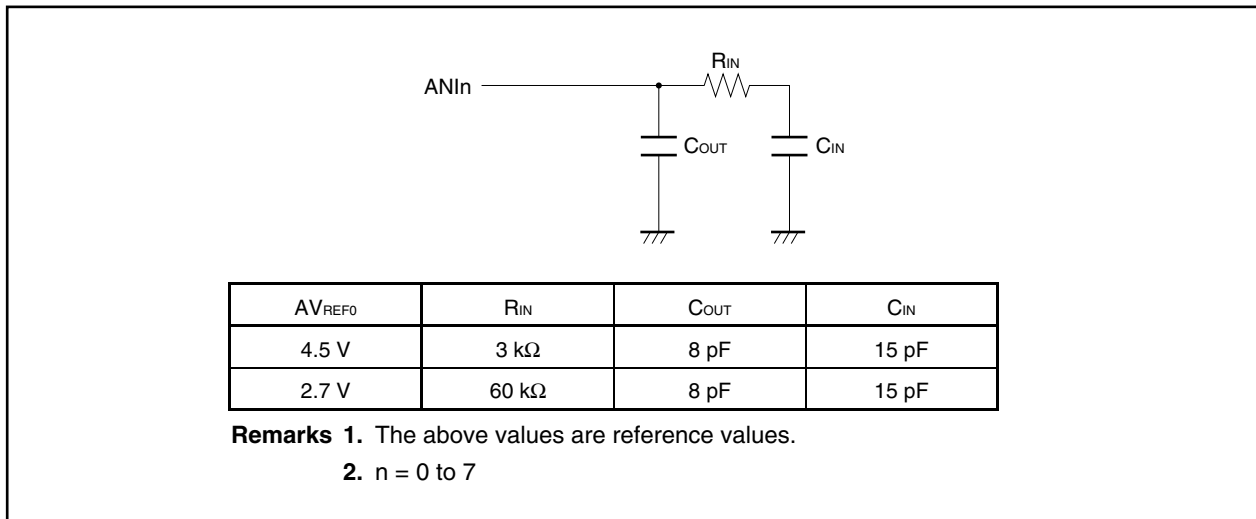 RIN
ANIn
COUT CIN
AVREF0 RIN COUT CIN
4.5 V 3 kΩ 8 pF 15 pF
2.7 V 60 kΩ 8 pF 15 pF
Remarks 1. The above values are reference values.
2. n = 0 to 7